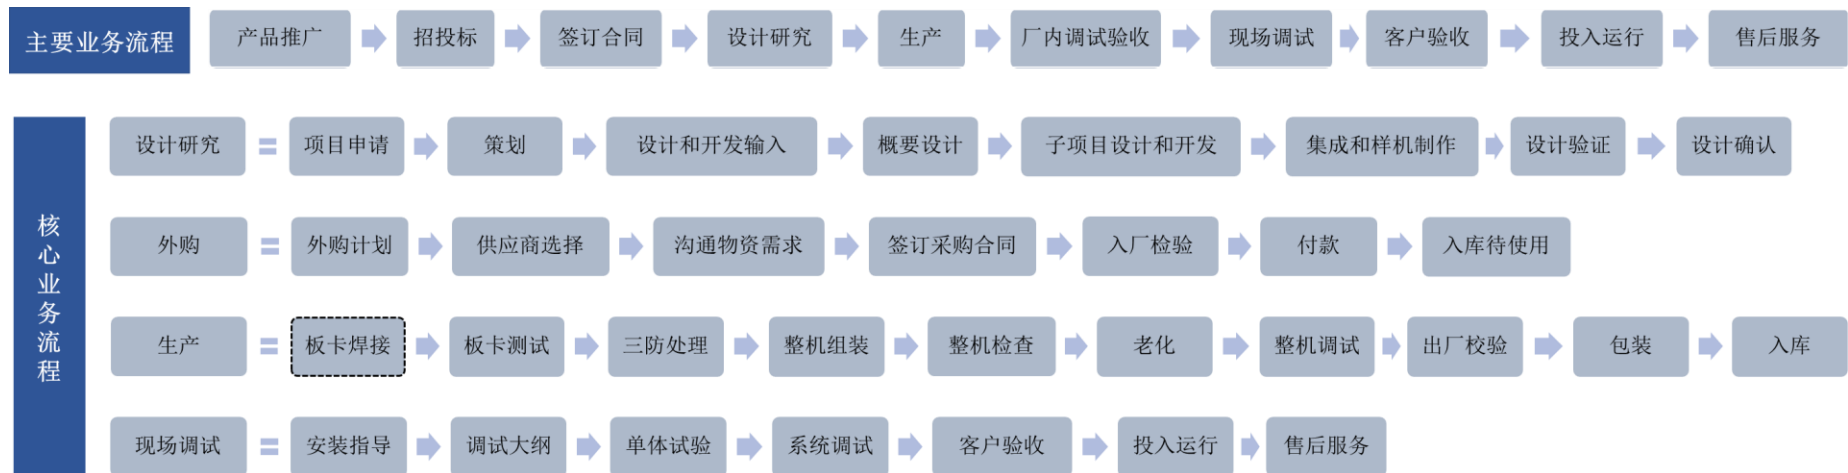 主要业务流程 产品推广 招投标 签订合同 设计研究 生产 厂内调试验收 现场调试 客户验收 投入运行 售后服务
核心业务流程
设计研究 = 项目申请 策划 设计和开发输入 概要设计 子项目设计和开发 集成和样机制作 设计验证 设计确认
外购 = 外购计划 供应商选择 沟通物资需求 签订采购合同 入厂检验 付款 入库待使用
生产 = 板卡焊接 板卡测试 三防处理 整机组装 整机检查 老化 整机调试 出厂校验 包装 入库
现场调试 = 安装指导 调试大纲 单体试验 系统调试 客户验收 投入运行 售后服务